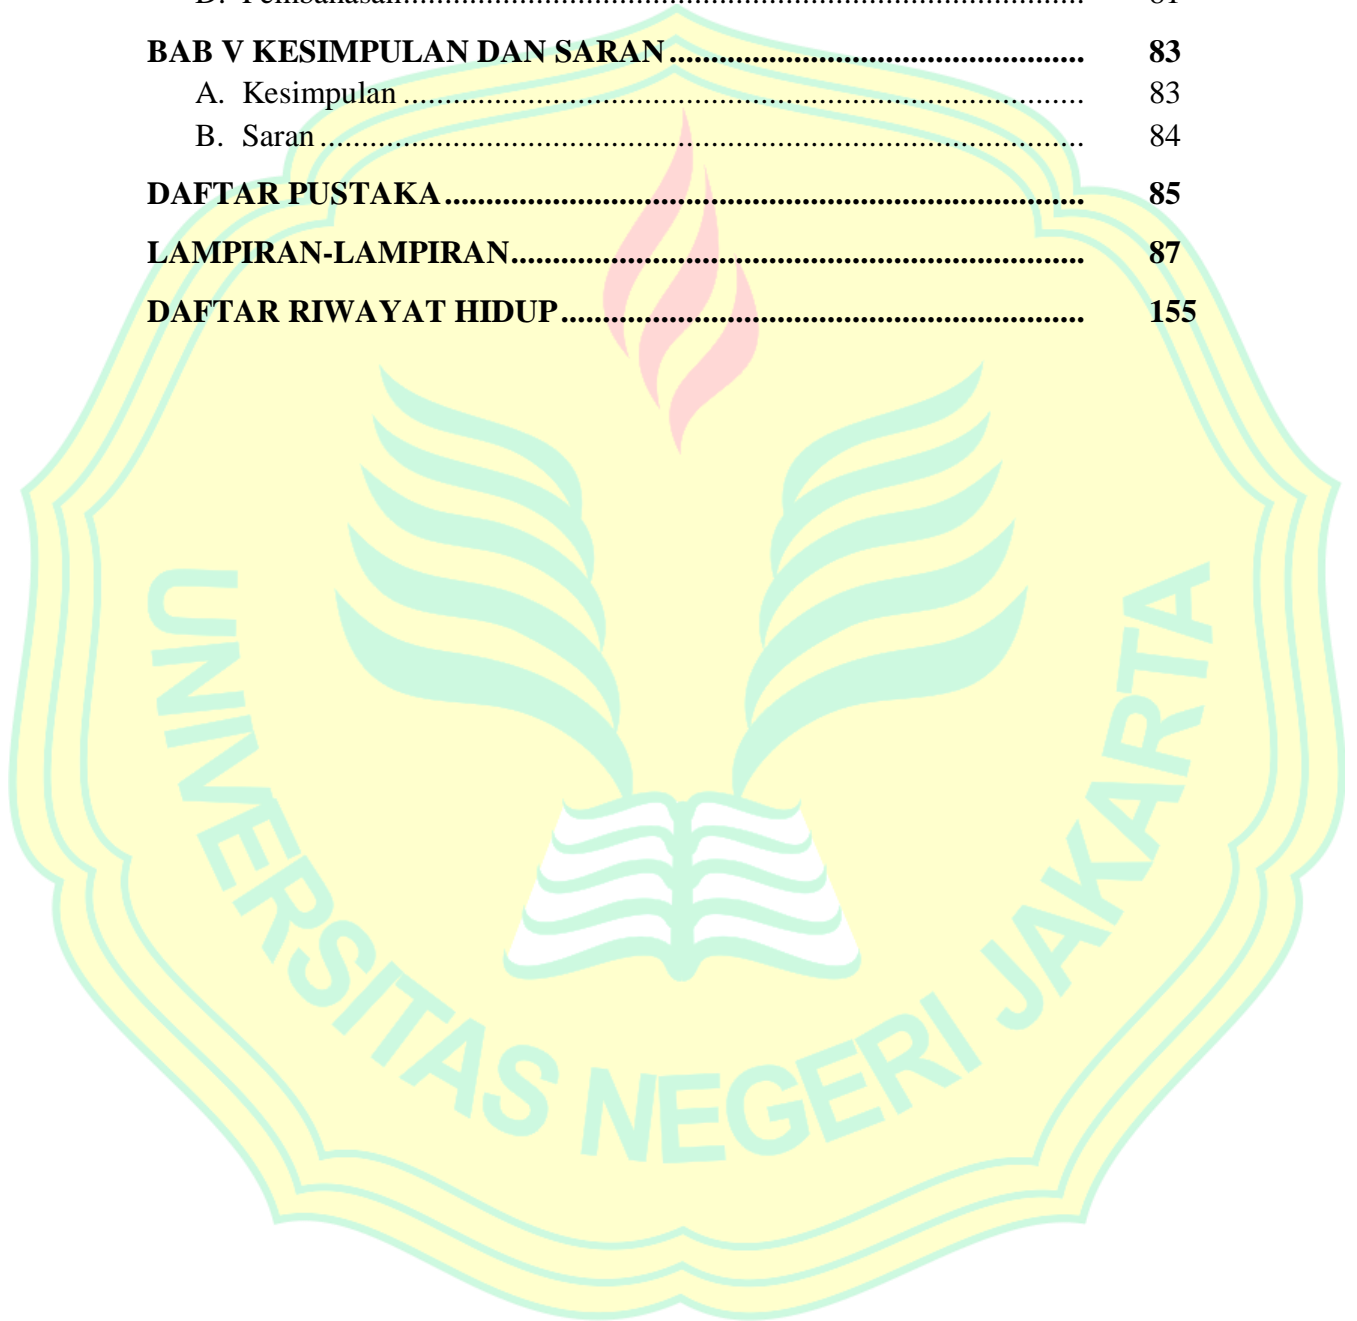 BAB V KESIMPULAN DAN SARAN........................................................ 83
A. Kesimpulan........................................................................ 83
B. Saran........................................................................ 84
DAFTAR PUSTAKA........................................................................ 85
LAMPIRAN-LAMPIRAN........................................................................ 87
DAFTAR RIWAYAT HIDUP........................................................................ 155
UNIVERSITAS NEGERI JAKARTA